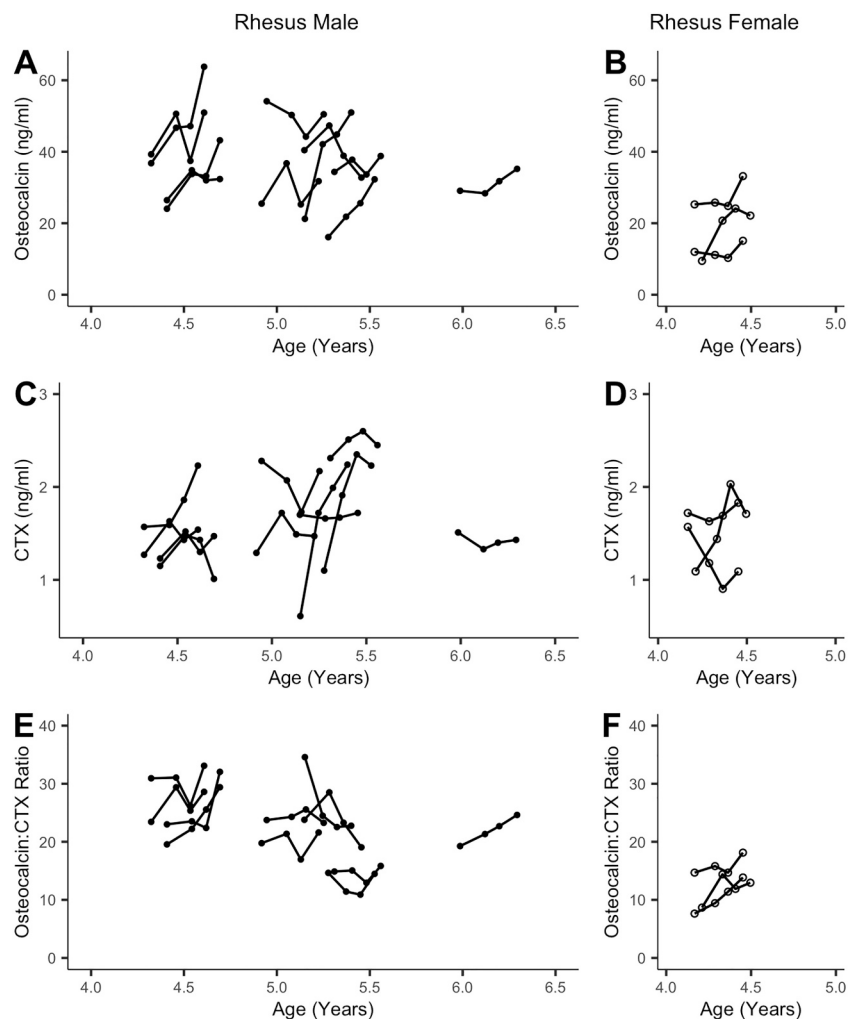 Rhesus Male
Rhesus Female
A
B
Osteocalcin (ng/ml)
60
40
20
0
4.0 4.5 5.0 5.5 6.0 6.5
Age (Years)
Osteocalcin (ng/ml)
60
40
20
0
4.0 4.5 5.0
Age (Years)
C
D
CTX (ng/ml)
3
2
1
4.0 4.5 5.0 5.5 6.0 6.5
Age (Years)
CTX (ng/ml)
3
2
1
4.0 4.5 5.0
Age (Years)
E
F
Osteocalcin:CTX Ratio
40
30
20
10
0
4.0 4.5 5.0 5.5 6.0 6.5
Age (Years)
Osteocalcin:CTX Ratio
40
30
20
10
0
4.0 4.5 5.0
Age (Years)